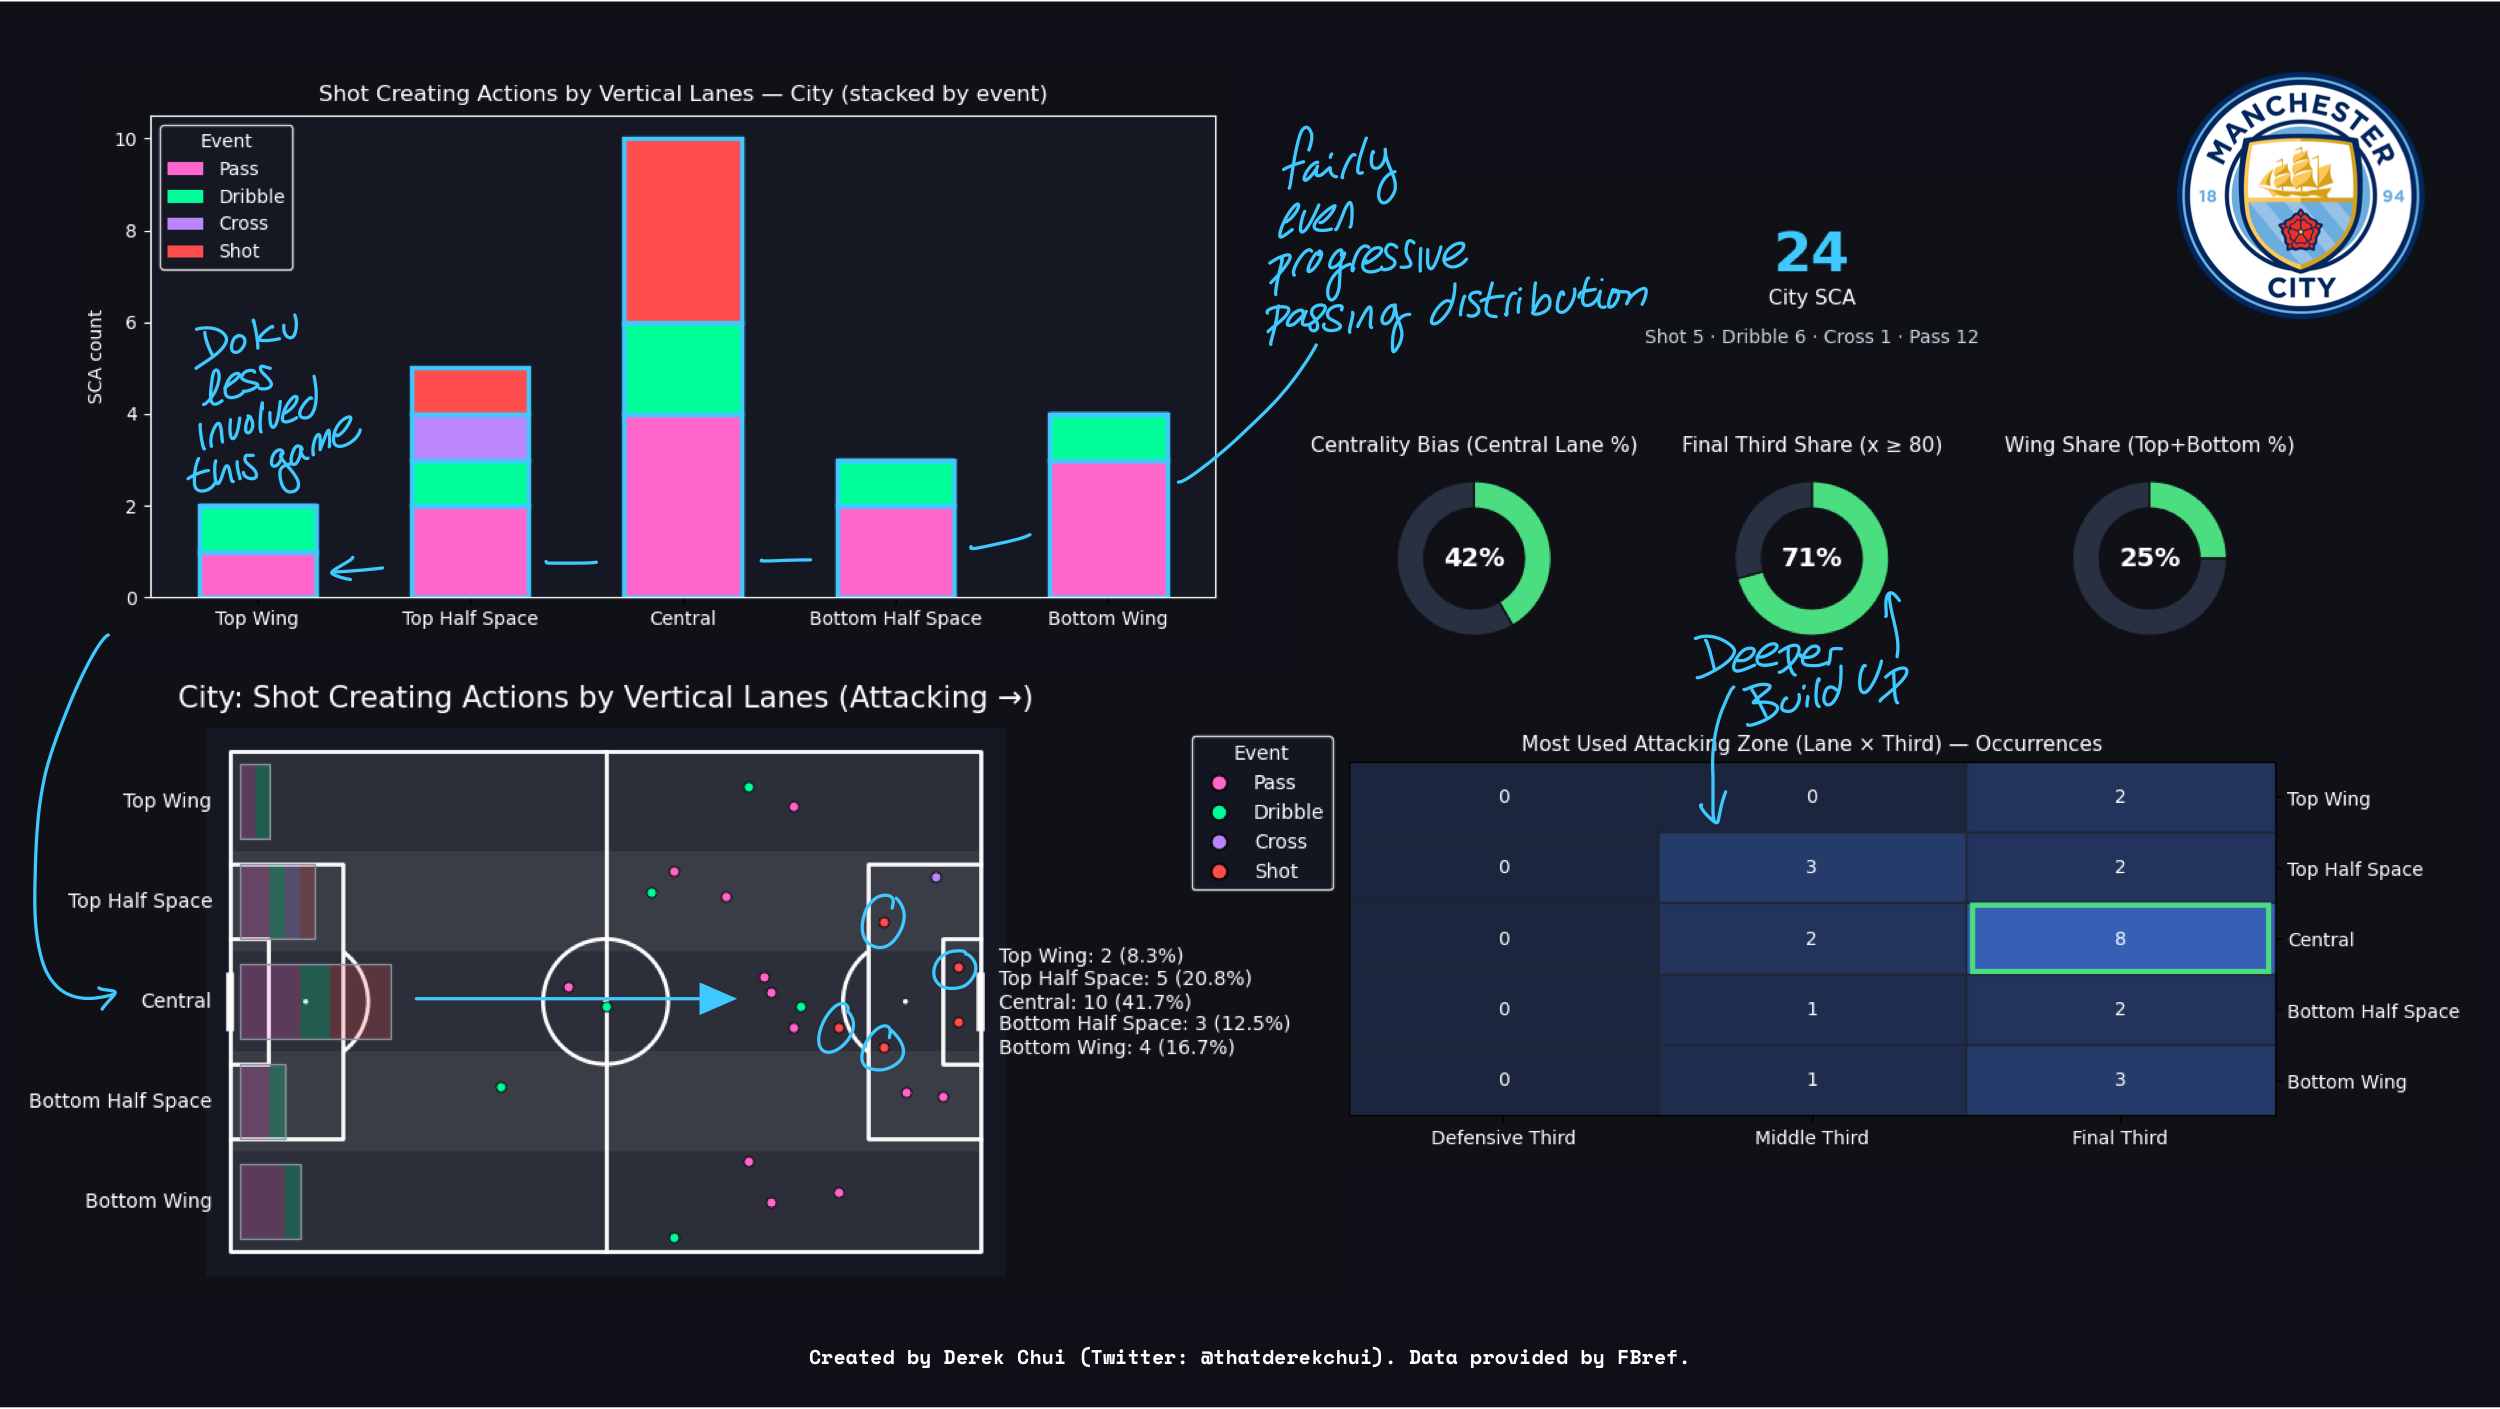 Shot Creating Actions by Vertical Lanes — City (stacked by event)
SCA count
10
8
6
4
2
0
Event
Pass
Dribble
Cross
Shot
Doku
less
involved
this game
Top Wing
Top Half Space
Central
Bottom Half Space
Bottom Wing
fairly
even
progressive
passing distribution
MANCHESTER
18
94
CITY
24
City SCA
Shot 5 · Dribble 6 · Cross 1 · Pass 12
Centrality Bias (Central Lane %)
42%
Final Third Share (x ≥ 80)
71%
Wing Share (Top+Bottom %)
25%
Deeper
Build UP
City: Shot Creating Actions by Vertical Lanes (Attacking →)
Top Wing
Top Half Space
Central
Bottom Half Space
Bottom Wing
Top Wing: 2 (8.3%)
Top Half Space: 5 (20.8%)
Central: 10 (41.7%)
Bottom Half Space: 3 (12.5%)
Bottom Wing: 4 (16.7%)
Event
Pass
Dribble
Cross
Shot
Most Used Attacking Zone (Lane × Third) — Occurrences
0 0 2 Top Wing
0 3 2 Top Half Space
0 2 8 Central
0 1 2 Bottom Half Space
0 1 3 Bottom Wing
Defensive Third Middle Third Final Third
Created by Derek Chui (Twitter: @thatderekchui). Data provided by FBref.